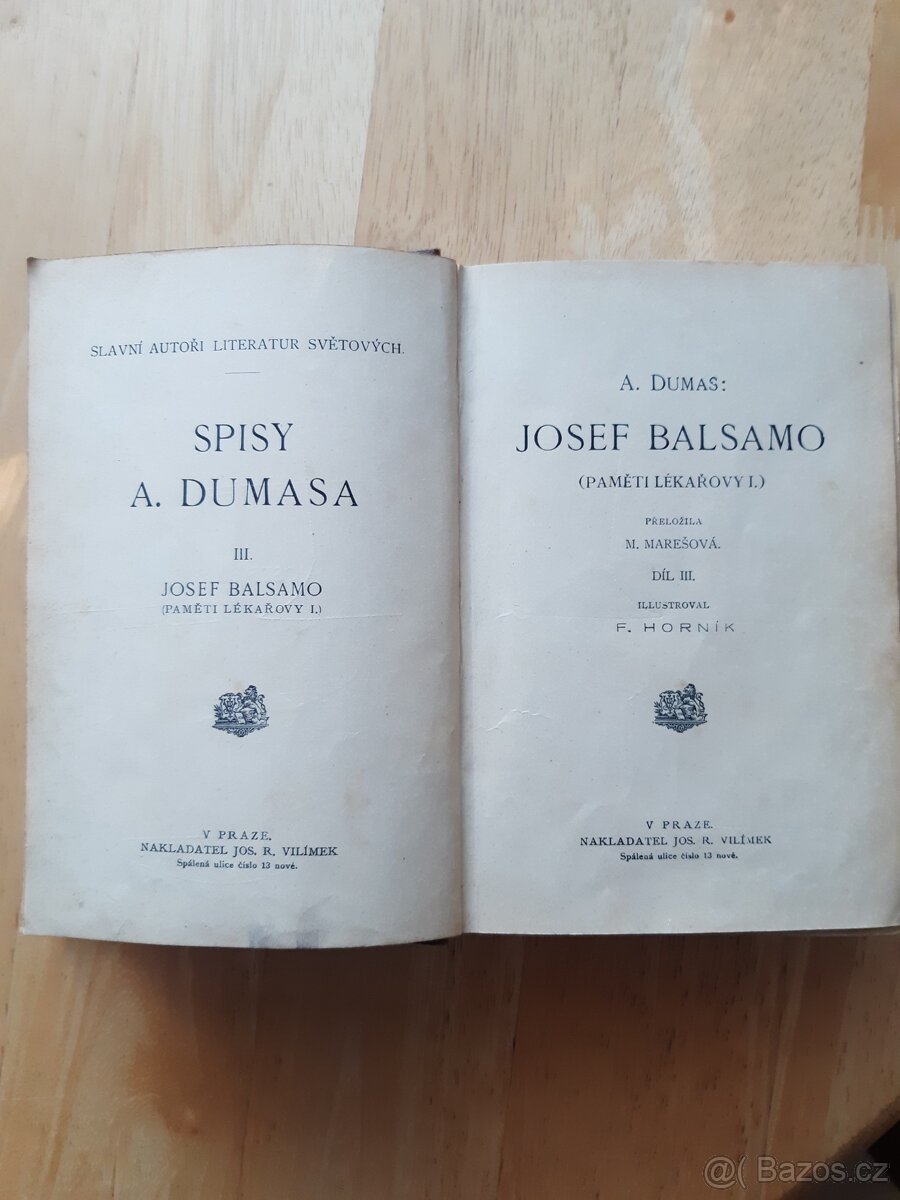 SLAVNÍ AUTOŘI LITERATUR SVĚTOVÝCH.
SPISY
A. DUMASA
III.
JOSEF BALSAMO
(PAMĚTI LÉKAŘOVY I.)
V PRAZE.
NAKLADATEL JOS. R. VILÍMEK
Spálená ulice číslo 13 nové.
A. DUMAS:
JOSEF BALSAMO
(PAMĚTI LÉKAŘOVY I.)
PŘELOŽILA
M. MAREŠOVÁ.
DÍL III.
ILLUSTROVAL
F. HORNÍK
V PRAZE.
NAKLADATEL JOS. R. VILÍMEK
Spálená ulice číslo 13 nové.
@( Bazos.cz